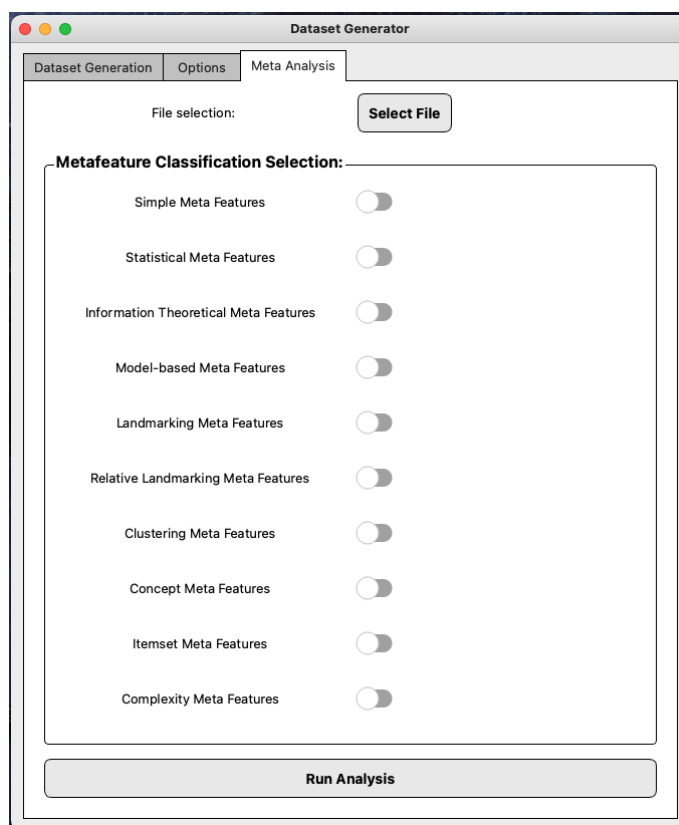 Dataset Generator
Dataset Generation Options Meta Analysis
File selection: Select File
Metafeature Classification Selection:
Simple Meta Features
Statistical Meta Features
Information Theoretical Meta Features
Model-based Meta Features
Landmarking Meta Features
Relative Landmarking Meta Features
Clustering Meta Features
Concept Meta Features
Itemset Meta Features
Complexity Meta Features
Run Analysis